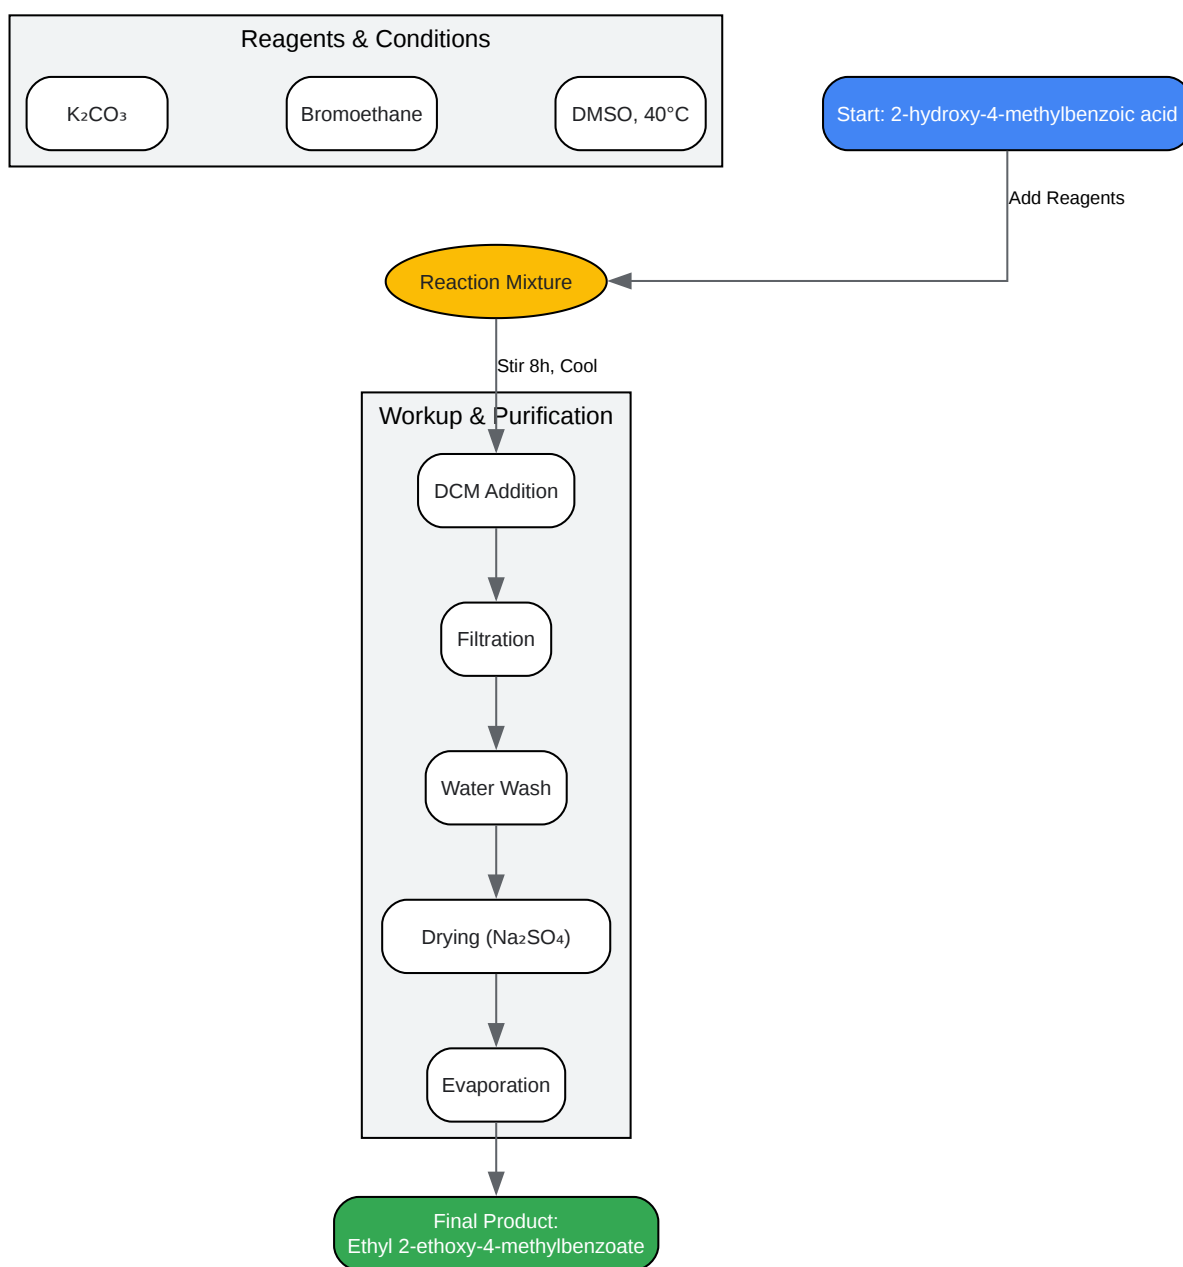 Reagents & Conditions
K₂CO₃
Bromoethane
DMSO, 40°C
Start: 2-hydroxy-4-methylbenzoic acid
Add Reagents
Reaction Mixture
Stir 8h, Cool
Workup & Purification
DCM Addition
Filtration
Water Wash
Drying (Na₂SO₄)
Evaporation
Final Product:
Ethyl 2-ethoxy-4-methylbenzoate